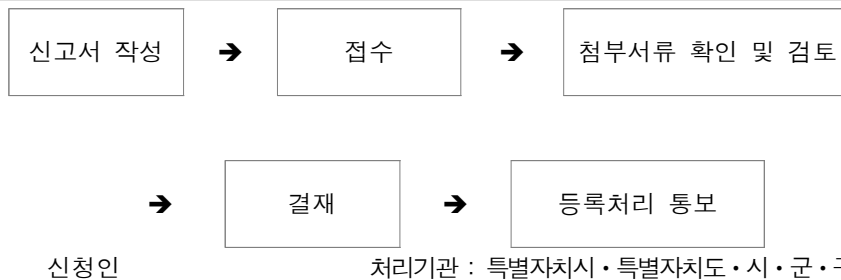 신고서 작성 ➔ 접수 ➔ 첨부서류 확인 및 검토
➔ 결재 ➔ 등록처리 통보
신청인 처리기관 : 특별자치시・특별자치도・시・군・